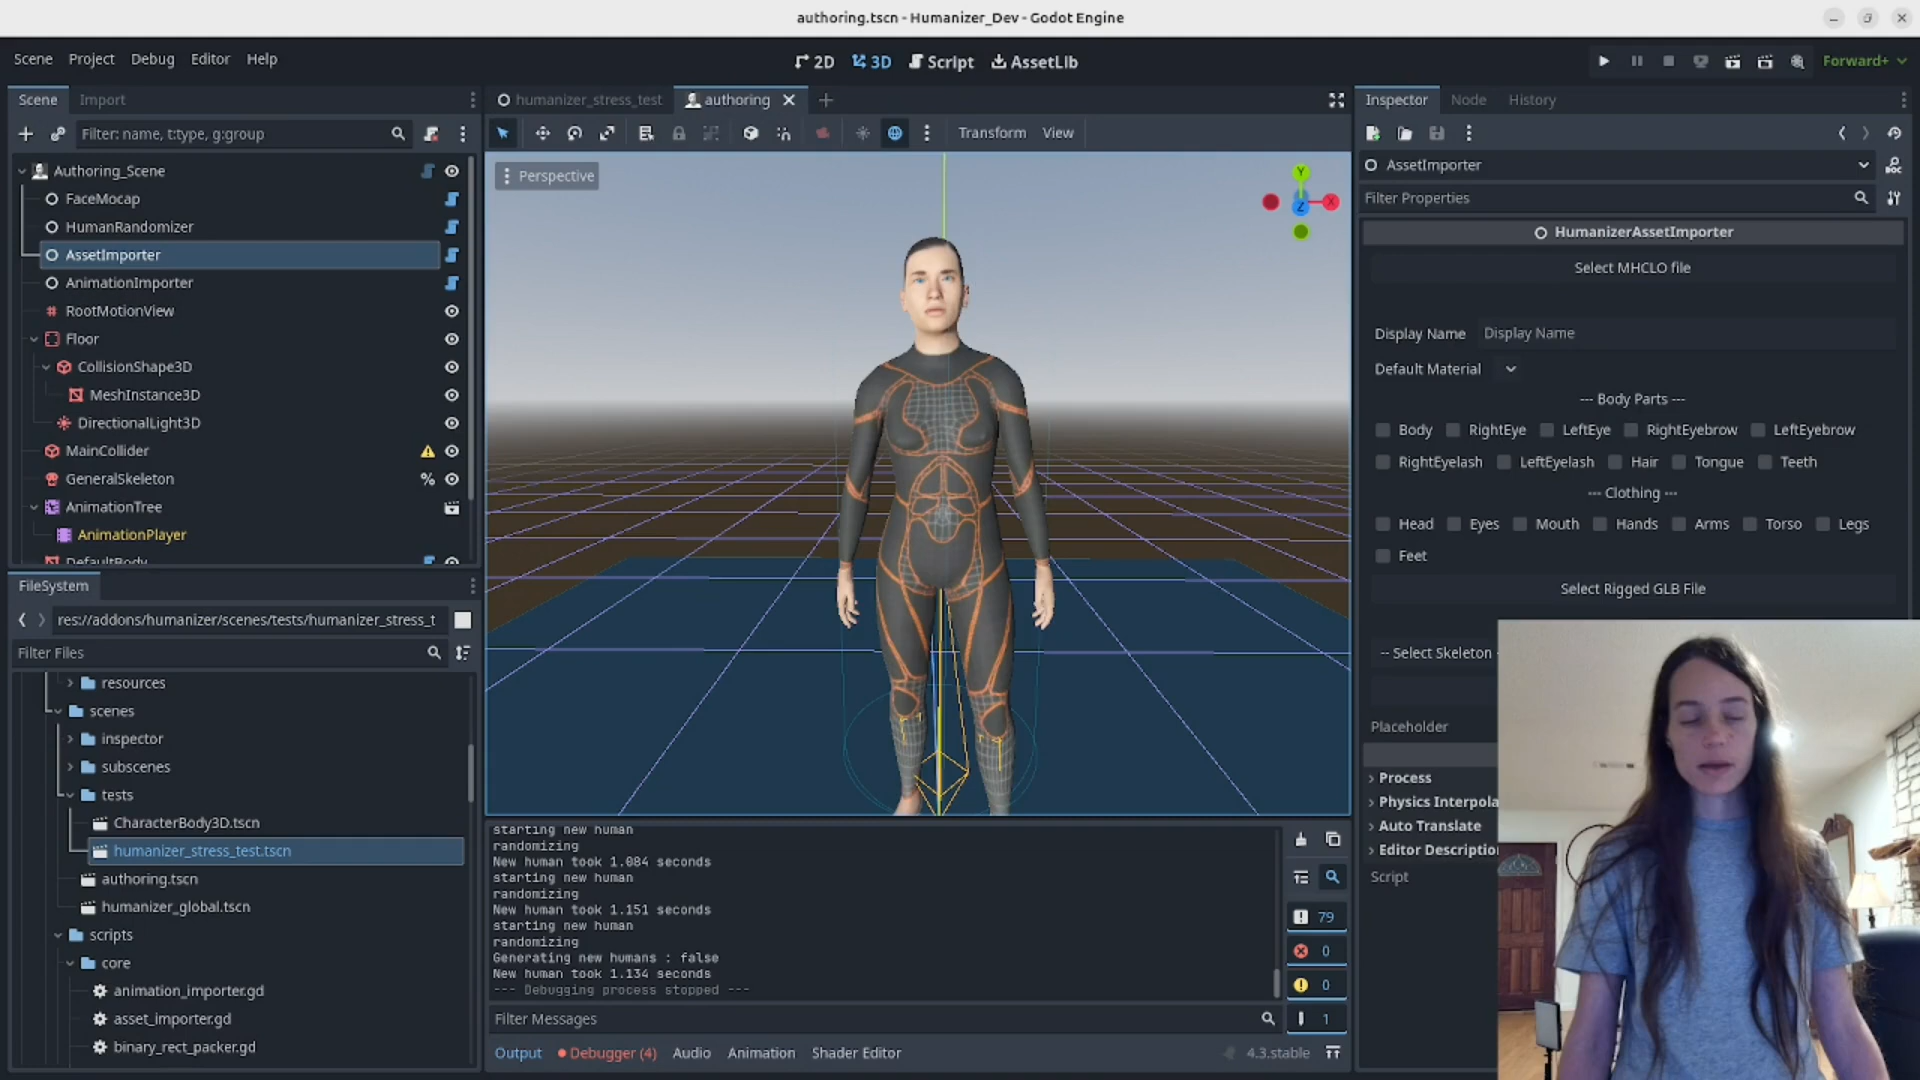 authoring.tscn - Humanizer_Dev - Godot Engine
Scene Project Debug Editor Help
2D 3D Script AssetLib
Forward+
Scene Import
humanizer_stress_test authoring
Inspector Node History
Filter: name, t:type, g:group
Transform View
Authoring_Scene
FaceMocap
HumanRandomizer
AssetImporter
AnimationImporter
RootMotionView
Floor
CollisionShape3D
MeshInstance3D
DirectionalLight3D
MainCollider
GeneralSkeleton
AnimationTree
AnimationPlayer
DefaultBody
Perspective
Y
X
Z
AssetImporter
Filter Properties
HumanizerAssetImporter
Select MHCLO file
Display Name Display Name
Default Material
--- Body Parts ---
Body RightEye LeftEye RightEyebrow LeftEyebrow
RightEyelash LeftEyelash Hair Tongue Teeth
--- Clothing ---
Head Eyes Mouth Hands Arms Torso Legs
Feet
Select Rigged GLB File
-- Select Skeleton
Placeholder
Process
Physics Interpola
Auto Translate
Editor Descriptio
Script
FileSystem
res://addons/humanizer/scenes/tests/humanizer_stress_t
Filter Files
resources
scenes
inspector
subscenes
tests
CharacterBody3D.tscn
humanizer_stress_test.tscn
authoring.tscn
humanizer_global.tscn
scripts
core
animation_importer.gd
asset_importer.gd
binary_rect_packer.gd
starting new human
randomizing
New human took 1.084 seconds
starting new human
randomizing
New human took 1.151 seconds
starting new human
randomizing
Generating new humans : false
New human took 1.134 seconds
--- Debugging process stopped ---
79
0
0
1
Filter Messages
Output Debugger (4) Audio Animation Shader Editor
4.3.stable